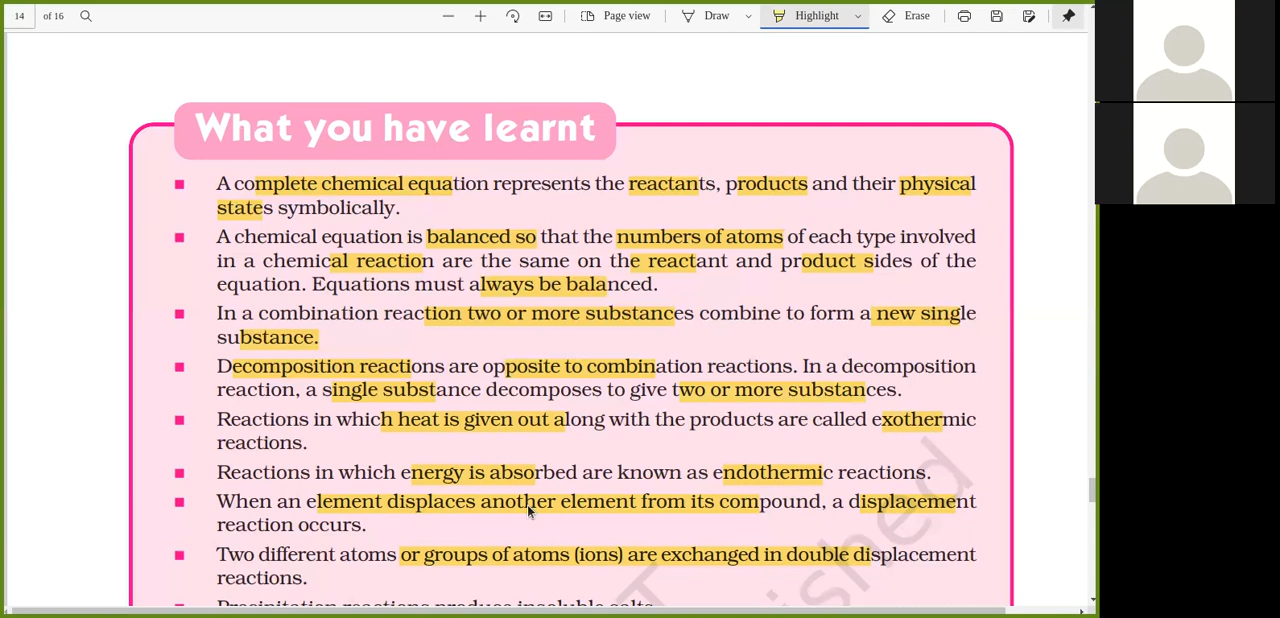 14 of 16 Page view Draw Highlight Erase
What you have learnt
A complete chemical equation represents the reactants, products and their physical
states symbolically.
A chemical equation is balanced so that the numbers of atoms of each type involved
in a chemical reaction are the same on the reactant and product sides of the
equation. Equations must always be balanced.
In a combination reaction two or more substances combine to form a new single
substance.
Decomposition reactions are opposite to combination reactions. In a decomposition
reaction, a single substance decomposes to give two or more substances.
Reactions in which heat is given out along with the products are called exothermic
reactions.
Reactions in which energy is absorbed are known as endothermic reactions.
When an element displaces another element from its compound, a displacement
reaction occurs.
Two different atoms or groups of atoms (ions) are exchanged in double displacement
reactions.
Precipitation reactions produce insoluble salts.